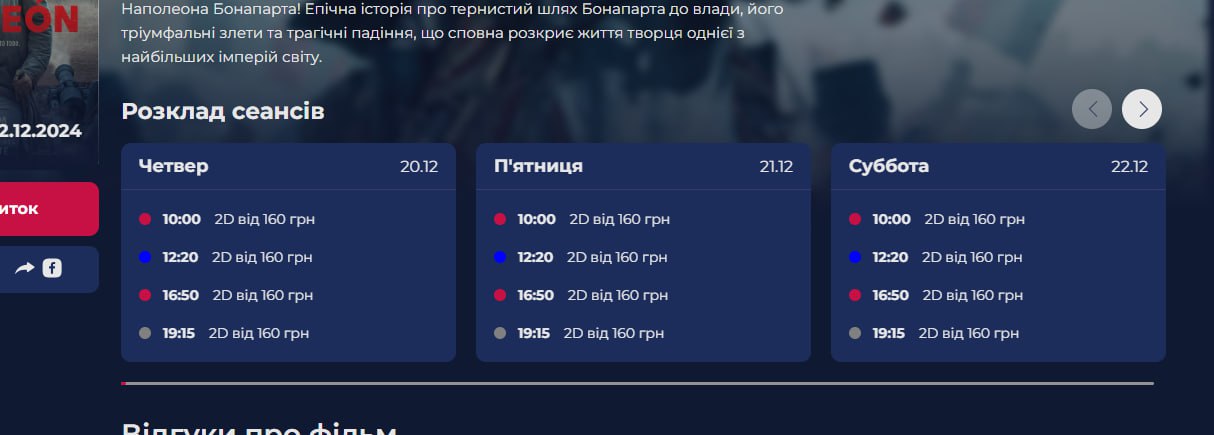 EON
Наполеона Бонапарта! Епічна історія про тернистий шлях Бонапарта до влади, його
тріумфальні злети та трагічні падіння, що сповна розкриє життя творця однієї з
найбільших імперій світу.
2.12.2024
иток
Розклад сеансів
Четвер 20.12
10:00 2D від 160 грн
12:20 2D від 160 грн
16:50 2D від 160 грн
19:15 2D від 160 грн
П'ятниця 21.12
10:00 2D від 160 грн
12:20 2D від 160 грн
16:50 2D від 160 грн
19:15 2D від 160 грн
Суббота 22.12
10:00 2D від 160 грн
12:20 2D від 160 грн
16:50 2D від 160 грн
19:15 2D від 160 грн
Відгуки про фільм